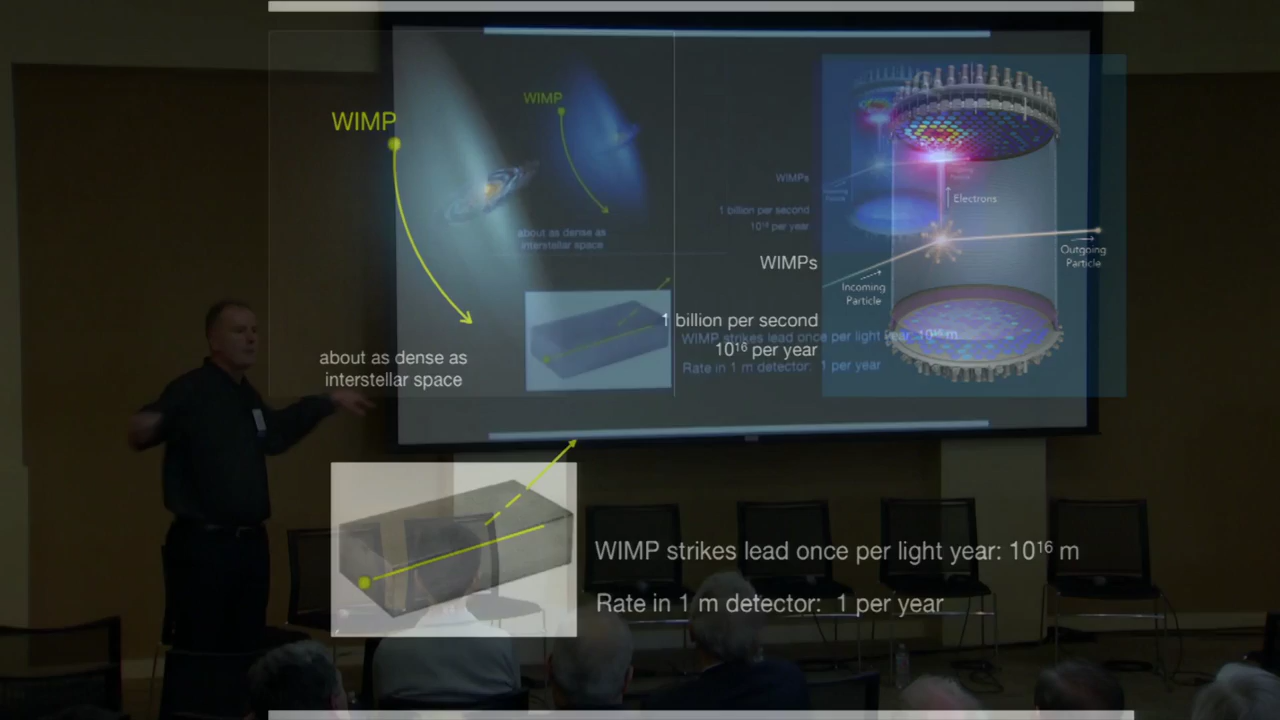 WIMP
about as dense as
interstellar space
WIMPs
1 billion per second
10¹⁶ per year
Electrons
Incoming
Particle
Outgoing
Particle
WIMP strikes lead once per light year: 10¹⁶ m
Rate in 1 m detector: 1 per year
WIMP
about as dense as
interstellar space
WIMPs
1 billion per second
10¹⁶ per year
WIMP strikes lead once per light year: 10¹⁶ m
Rate in 1 m detector: 1 per year